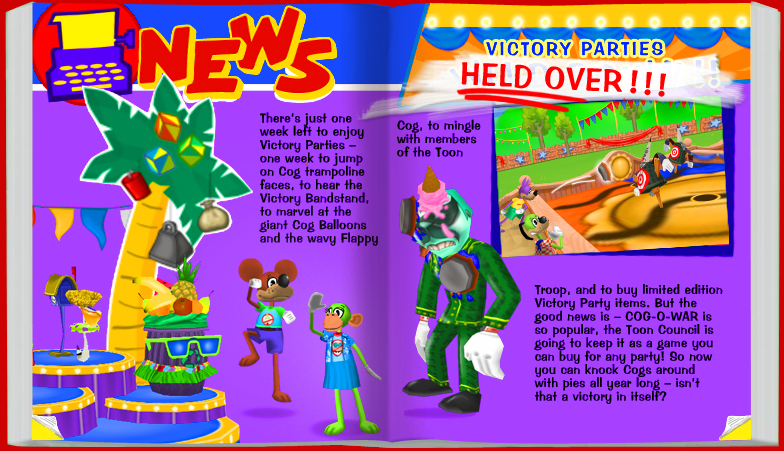 NEWS
There's just one
week left to enjoy
Victory Parties –
one week to jump
on Cog trampoline
faces, to hear the
Victory Bandstand,
to marvel at the
giant Cog Balloons
and the wavy Flappy
VICTORY PARTIES
HELD OVER!!!
Cog, to mingle
with members
of the Toon
Troop, and to buy limited edition
Victory Party items. But the
good news is – COG-O-WAR is
so popular, the Toon Council is
going to keep it as a game you
can buy for any party! So now
you can knock Cogs around
with pies all year long – isn't
that a victory in itself?